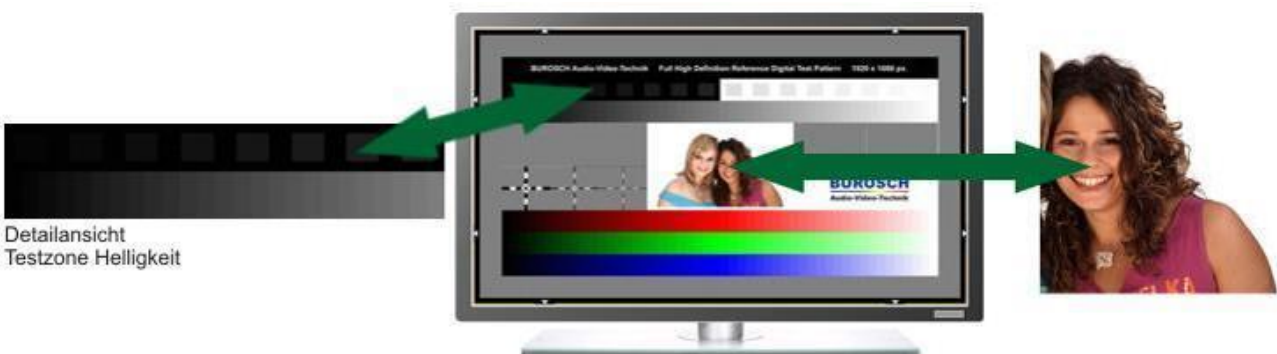 BUROSCH Audio-Video-Technik Full High Definition Reference Digital Test Pattern 1920 x 1080 px.
BUROSCH
Audio-Video-Technik
Detailansicht
Testzone Helligkeit